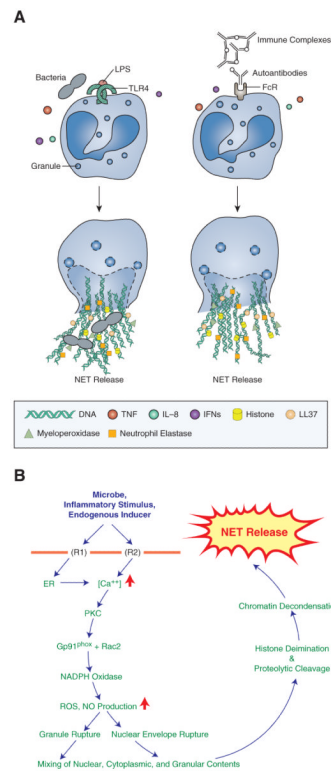 A
Immune Complexes
LPS
Bacteria
TLR4
Autoantibodies
FcR
Granule
NET Release
NET Release
DNA
TNF
IL–8
IFNs
Histone
LL37
Myeloperoxidase
Neutrophil Elastase
B
Microbe,
Inflammatory Stimulus,
Endogenous Inducer
NET Release
(R1)
(R2)
ER
[Ca⁺⁺]
PKC
Gp91ᵖʰᵒˣ + Rac2
NADPH Oxidase
ROS, NO Production
Granule Rupture
Nuclear Envelope Rupture
Mixing of Nuclear, Cytoplasmic, and Granular Contents
Chromatin Decondensatio
Histone Deimination
&
Proteolytic Cleavage